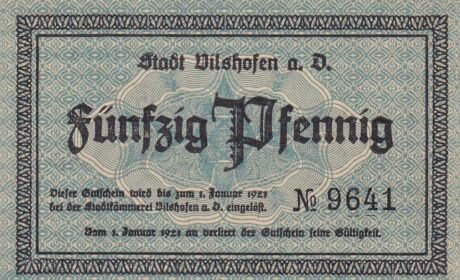 Stadt Vilshofen a. D.
Fünfzig Pfennig
Dieser Gutschein wird bis zum 1. Januar 1921
bei der Stadtkämmerei Vilshofen a. D. eingelöst.
№ 9641
Vom 1. Januar 1921 an verliert der Gutschein seine Gültigkeit.